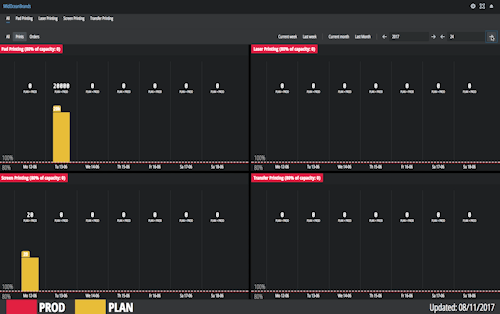 MidOceanBrands
All Pad Printing Laser Printing Screen Printing Transfer Printing
All Prints Orders Current week Last week Current month Last Month 2017 24
Pad Printing (80% of capacity: 0)
0 20000 0 0 0 0 0
PLAN + PROD PLAN + PROD PLAN + PROD PLAN + PROD PLAN + PROD PLAN + PROD PLAN + PROD
100%
80% Mo 12-06 Tu 13-06 We 14-06 Th 15-06 Fr 16-06 Sa 17-06 Su 18-06
Laser Printing (80% of capacity: 0)
0 0 0 0 0 0 0
PLAN + PROD PLAN + PROD PLAN + PROD PLAN + PROD PLAN + PROD PLAN + PROD PLAN + PROD
100%
80% Mo 12-06 Tu 13-06 We 14-06 Th 15-06 Fr 16-06 Sa 17-06 Su 18-06
Screen Printing (80% of capacity: 0)
20 0 0 0 0 0 0
PLAN + PROD PLAN + PROD PLAN + PROD PLAN + PROD PLAN + PROD PLAN + PROD PLAN + PROD
20
100%
80% Mo 12-06 Tu 13-06 We 14-06 Th 15-06 Fr 16-06 Sa 17-06 Su 18-06
Transfer Printing (80% of capacity: 0)
0 0 0 0 0 0 0
PLAN + PROD PLAN + PROD PLAN + PROD PLAN + PROD PLAN + PROD PLAN + PROD PLAN + PROD
100%
80% Mo 12-06 Tu 13-06 We 14-06 Th 15-06 Fr 16-06 Sa 17-06 Su 18-06
PROD PLAN Updated: 08/11/2017